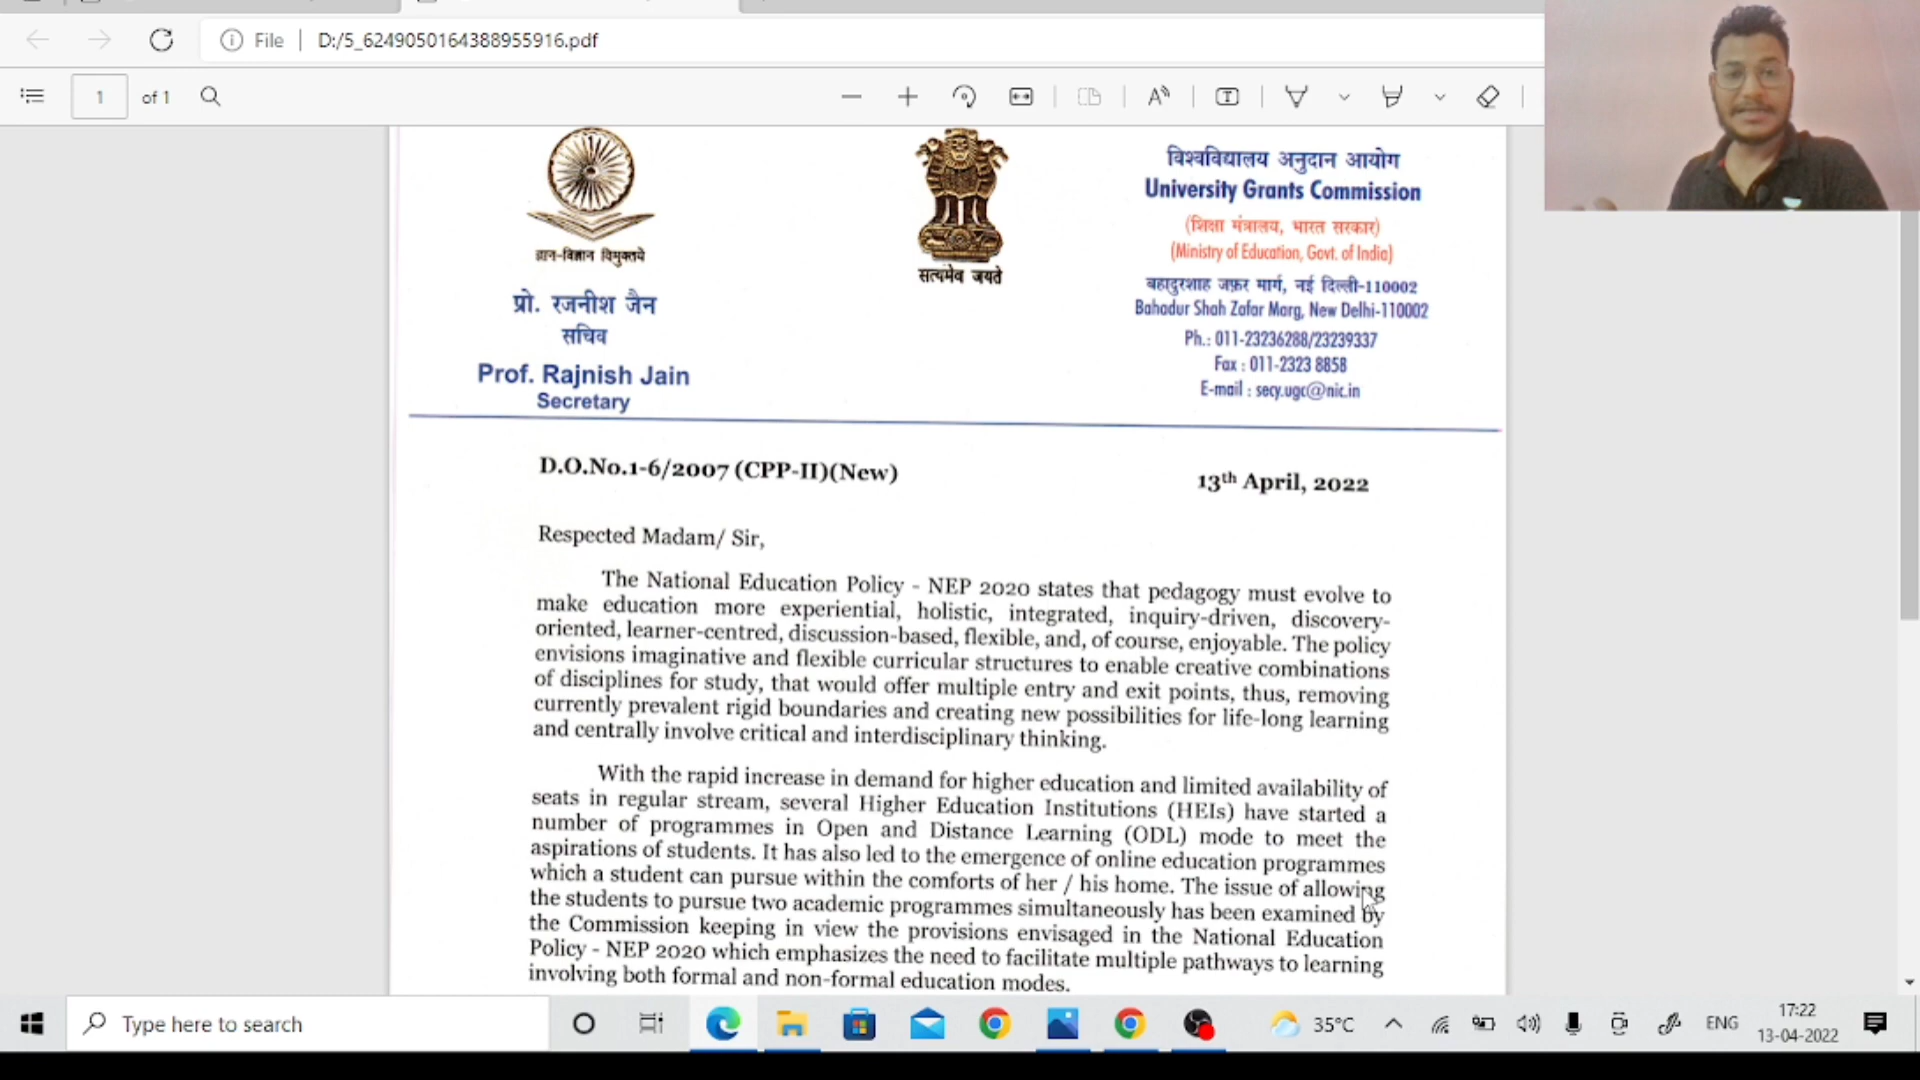 File
D:/5_6249050164388955916.pdf
1
of 1
ज्ञान-विज्ञान विमुक्तये
सत्यमेव जयते
प्रो. रजनीश जैन
सचिव
Prof. Rajnish Jain
Secretary
विश्वविद्यालय अनुदान आयोग
University Grants Commission
(शिक्षा मंत्रालय, भारत सरकार)
(Ministry of Education, Govt. of India)
बहादुरशाह ज़फ़र मार्ग, नई दिल्ली-110002
Bahadur Shah Zafar Marg, New Delhi-110002
Ph.: 011-23236288/23239337
Fax : 011-2323 8858
E-mail : secy.ugc@nic.in
D.O.No.1-6/2007 (CPP-II)(New)
13th April, 2022
Respected Madam/ Sir,
The National Education Policy - NEP 2020 states that pedagogy must evolve to
make education more experiential, holistic, integrated, inquiry-driven, discovery-
oriented, learner-centred, discussion-based, flexible, and, of course, enjoyable. The policy
envisions imaginative and flexible curricular structures to enable creative combinations
of disciplines for study, that would offer multiple entry and exit points, thus, removing
currently prevalent rigid boundaries and creating new possibilities for life-long learning
and centrally involve critical and interdisciplinary thinking.
With the rapid increase in demand for higher education and limited availability of
seats in regular stream, several Higher Education Institutions (HEIs) have started a
number of programmes in Open and Distance Learning (ODL) mode to meet the
aspirations of students. It has also led to the emergence of online education programmes
which a student can pursue within the comforts of her / his home. The issue of allowing
the students to pursue two academic programmes simultaneously has been examined by
the Commission keeping in view the provisions envisaged in the National Education
Policy - NEP 2020 which emphasizes the need to facilitate multiple pathways to learning
involving both formal and non-formal education modes.
Type here to search
35°C
ENG
17:22
13-04-2022